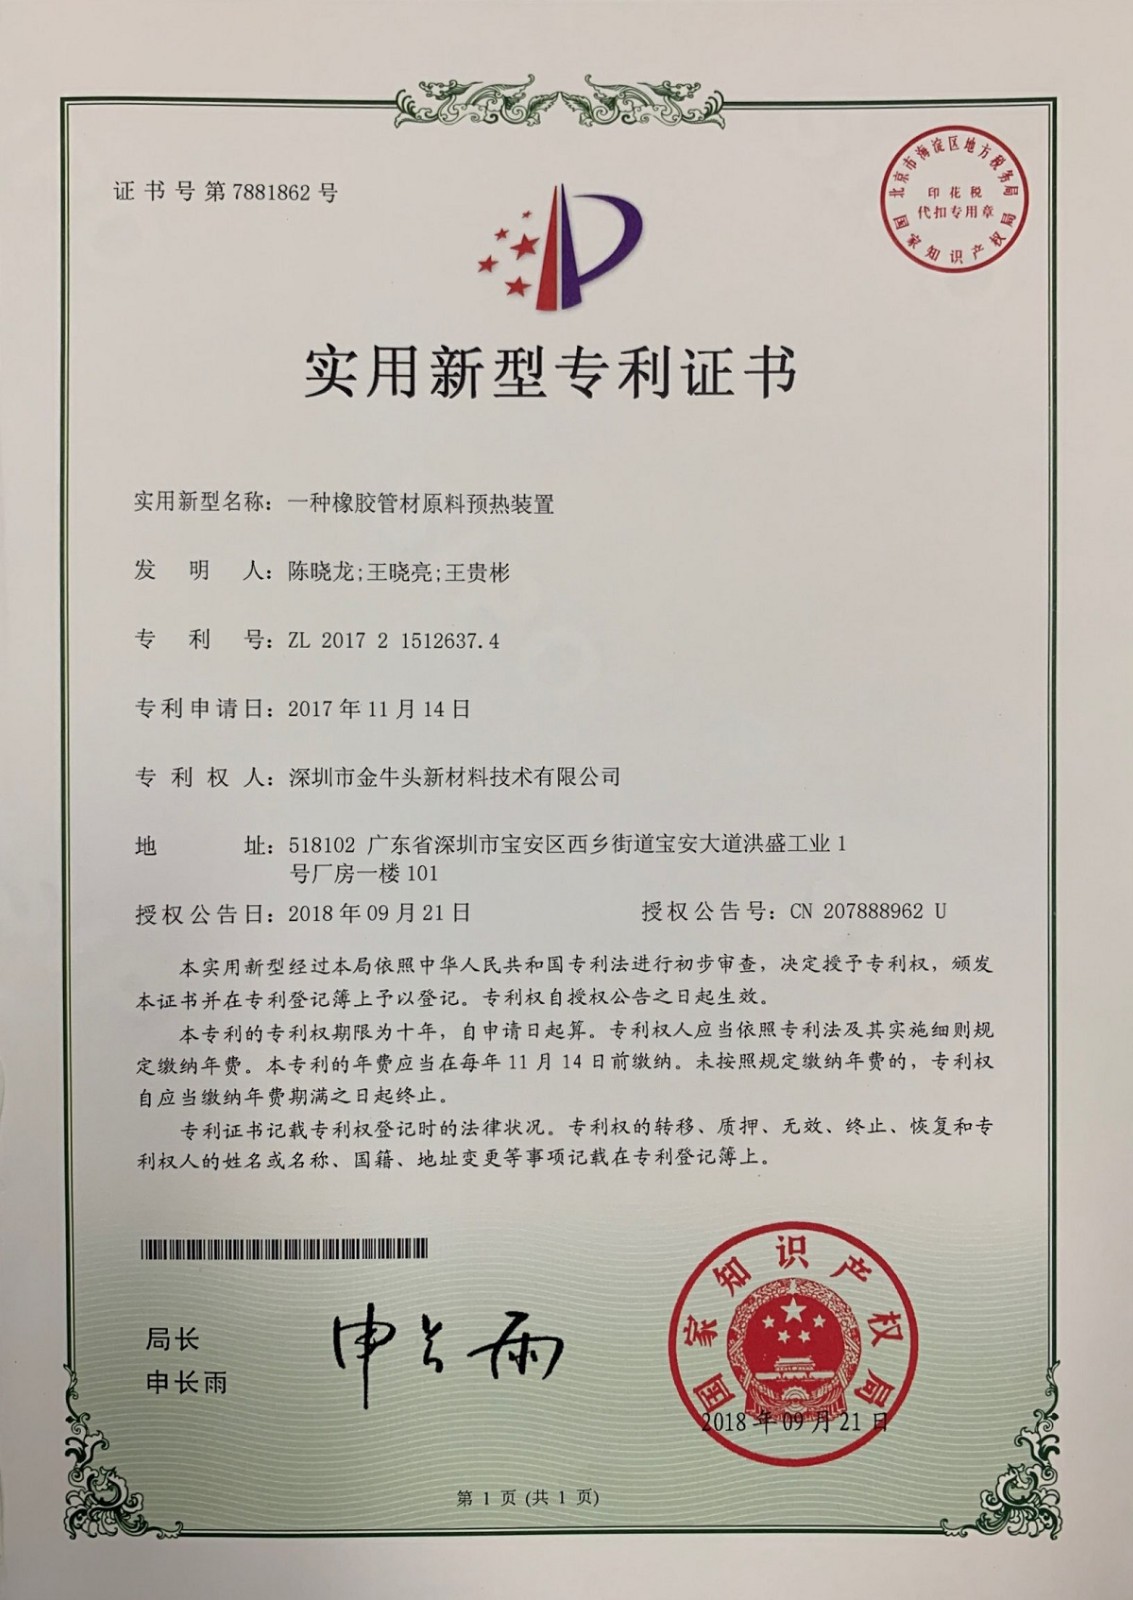 证书号第7881862号
北京市海淀区地方税务局
印花税
代扣专用章
国家知识产权局
实用新型专利证书
实用新型名称：一种橡胶管材原料预热装置
发明人：陈晓龙;王晓亮;王贵彬
专利号：ZL 2017 2 1512637.4
专利申请日：2017年11月14日
专利权人：深圳市金牛头新材料技术有限公司
地址：518102 广东省深圳市宝安区西乡街道宝安大道洪盛工业1
号厂房一楼101
授权公告日：2018年09月21日 授权公告号：CN 207888962 U
本实用新型经过本局依照中华人民共和国专利法进行初步审查，决定授予专利权，颁发
本证书并在专利登记簿上予以登记。专利权自授权公告之日起生效。
本专利的专利权期限为十年，自申请日起算。专利权人应当依照专利法及其实施细则规
定缴纳年费。本专利的年费应当在每年11月14日前缴纳。未按照规定缴纳年费的，专利权
自应当缴纳年费期满之日起终止。
专利证书记载专利权登记时的法律状况。专利权的转移、质押、无效、终止、恢复和专
利权人的姓名或名称、国籍、地址变更等事项记载在专利登记簿上。
局长
申长雨
申长雨
国家知识产权局
2018年09月21日
第 1 页 (共 1 页)